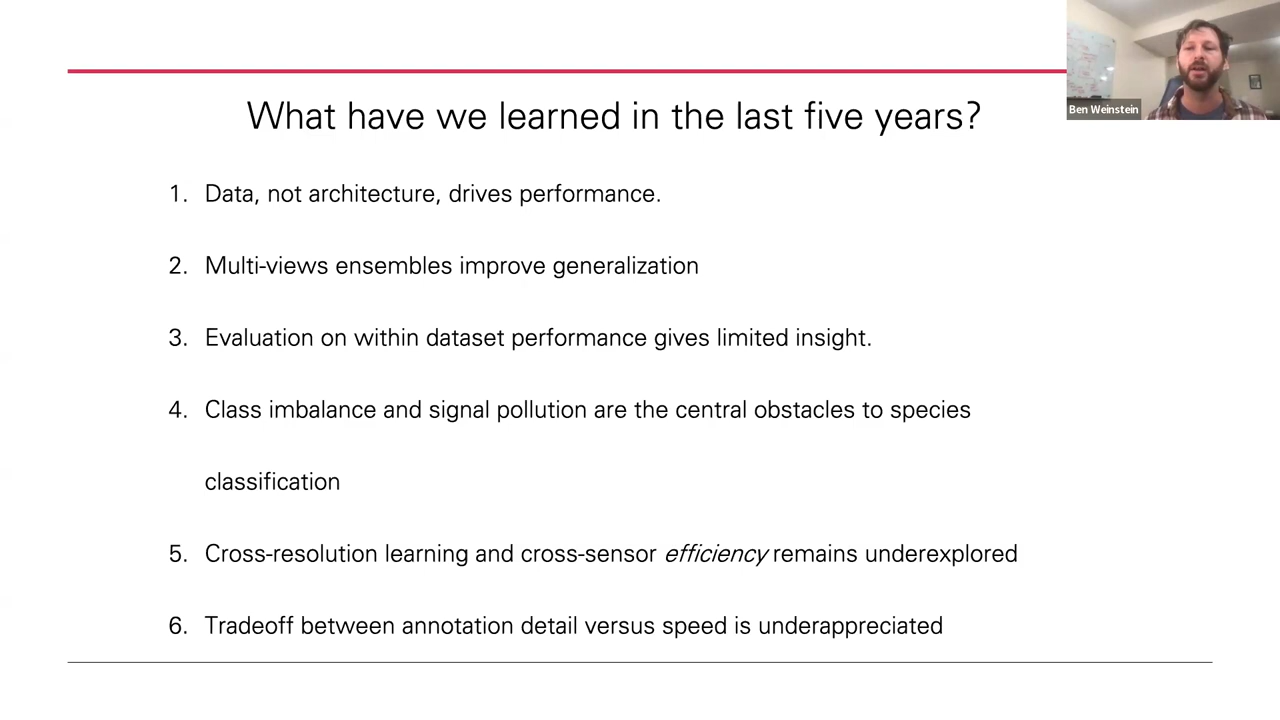 Ben Weinstein
What have we learned in the last five years?
1. Data, not architecture, drives performance.
2. Multi-views ensembles improve generalization
3. Evaluation on within dataset performance gives limited insight.
4. Class imbalance and signal pollution are the central obstacles to species
classification
5. Cross-resolution learning and cross-sensor efficiency remains underexplored
6. Tradeoff between annotation detail versus speed is underappreciated